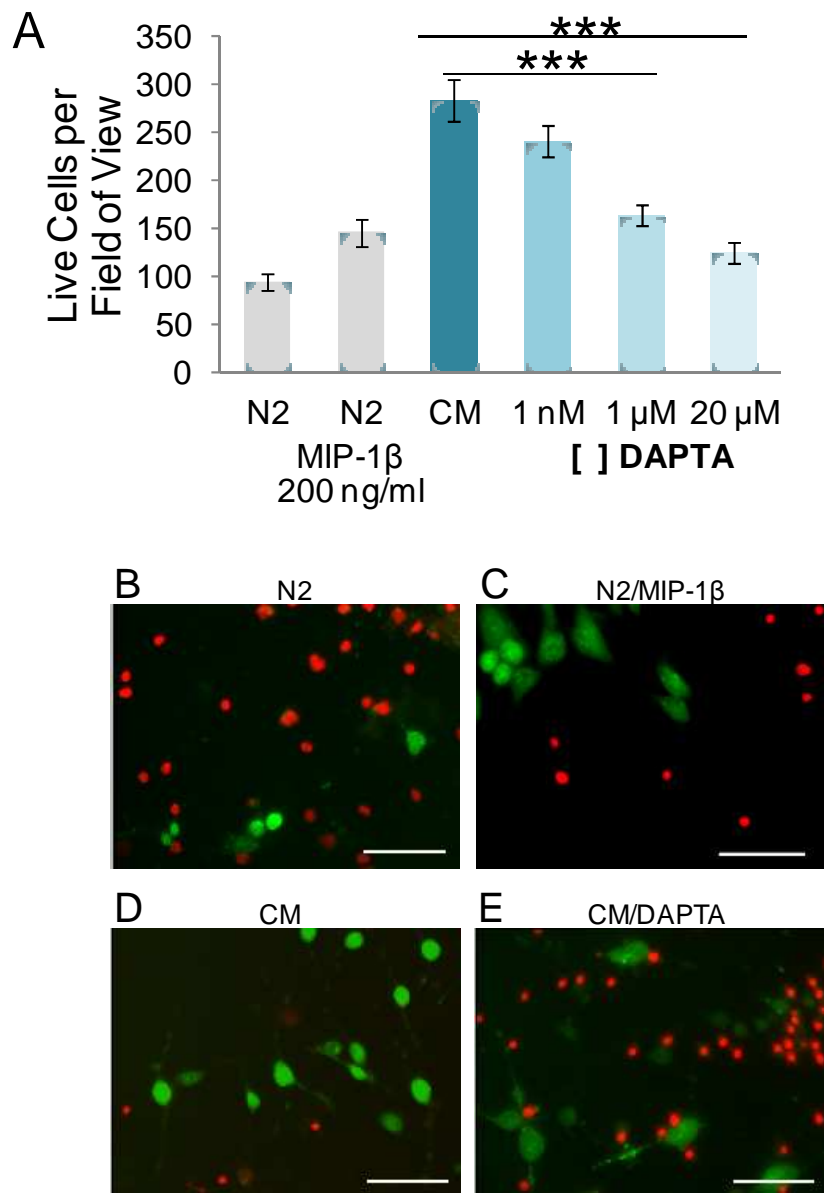 A
350
300
250
200
150
100
50
0
Live Cells per
Field of View
***
***
N2 N2 CM 1 nM 1 µM 20 µM
MIP-1β [ ] DAPTA
200 ng/ml
B N2
C N2/MIP-1β
D CM
E CM/DAPTA